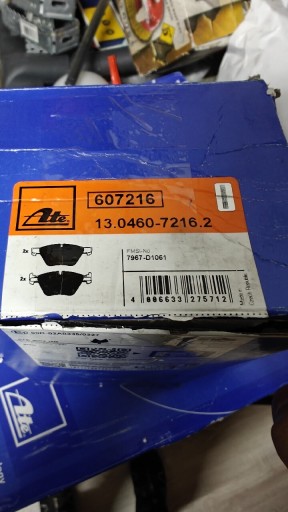 607216
Ate
13.0460-7216.2
2x
FMSI-No
7967-D1061
2x
4 006633 275712
Made in
Czech Republic
Ate